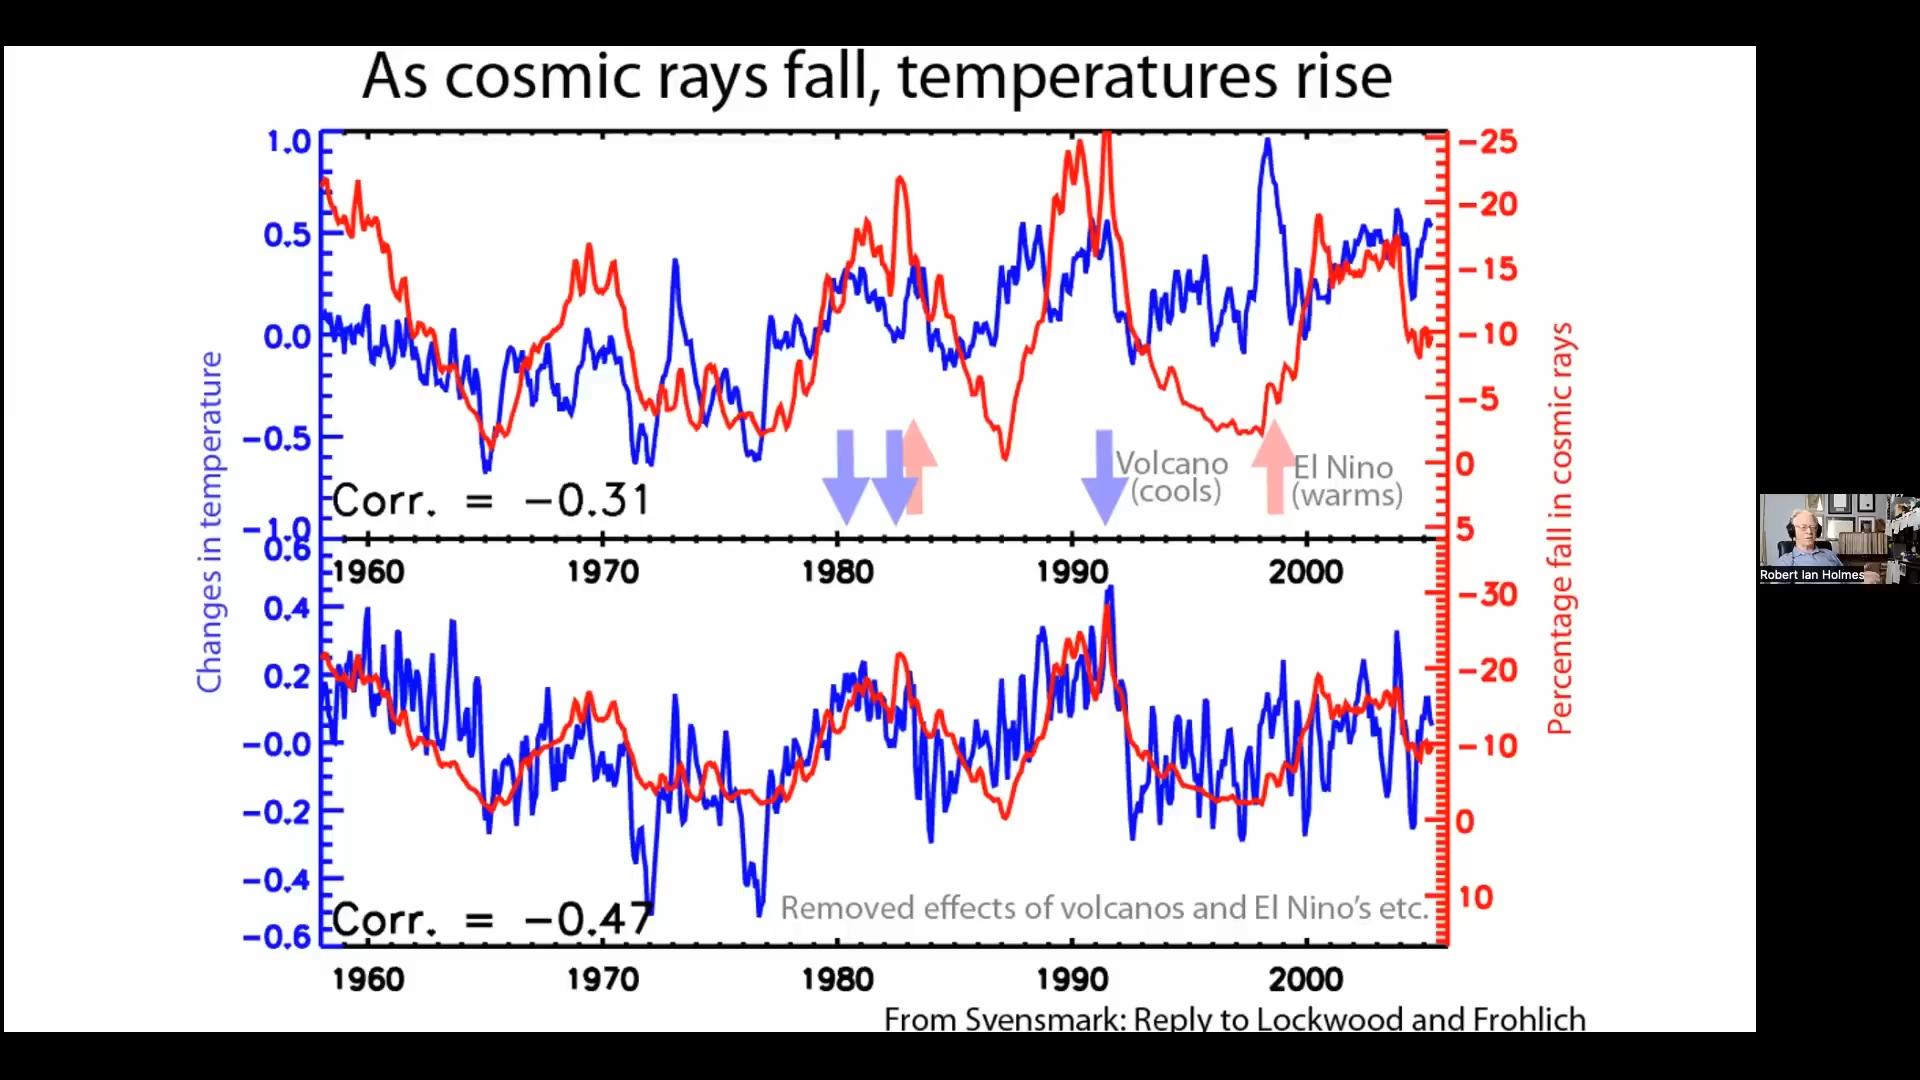 As cosmic rays fall, temperatures rise
1.0
0.5
0.0
−0.5
−1.0
−25
−20
−15
−10
−5
0
5
Volcano
(cools)
El Nino
(warms)
Corr. = −0.31
1960 1970 1980 1990 2000
Changes in temperature
Percentage fall in cosmic rays
0.6
0.4
0.2
−0.0
−0.2
−0.4
−0.6
−30
−20
−10
0
10
Removed effects of volcanos and El Nino's etc.
Corr. = −0.47
1960 1970 1980 1990 2000
From Svensmark: Reply to Lockwood and Frohlich
Robert Ian Holmes